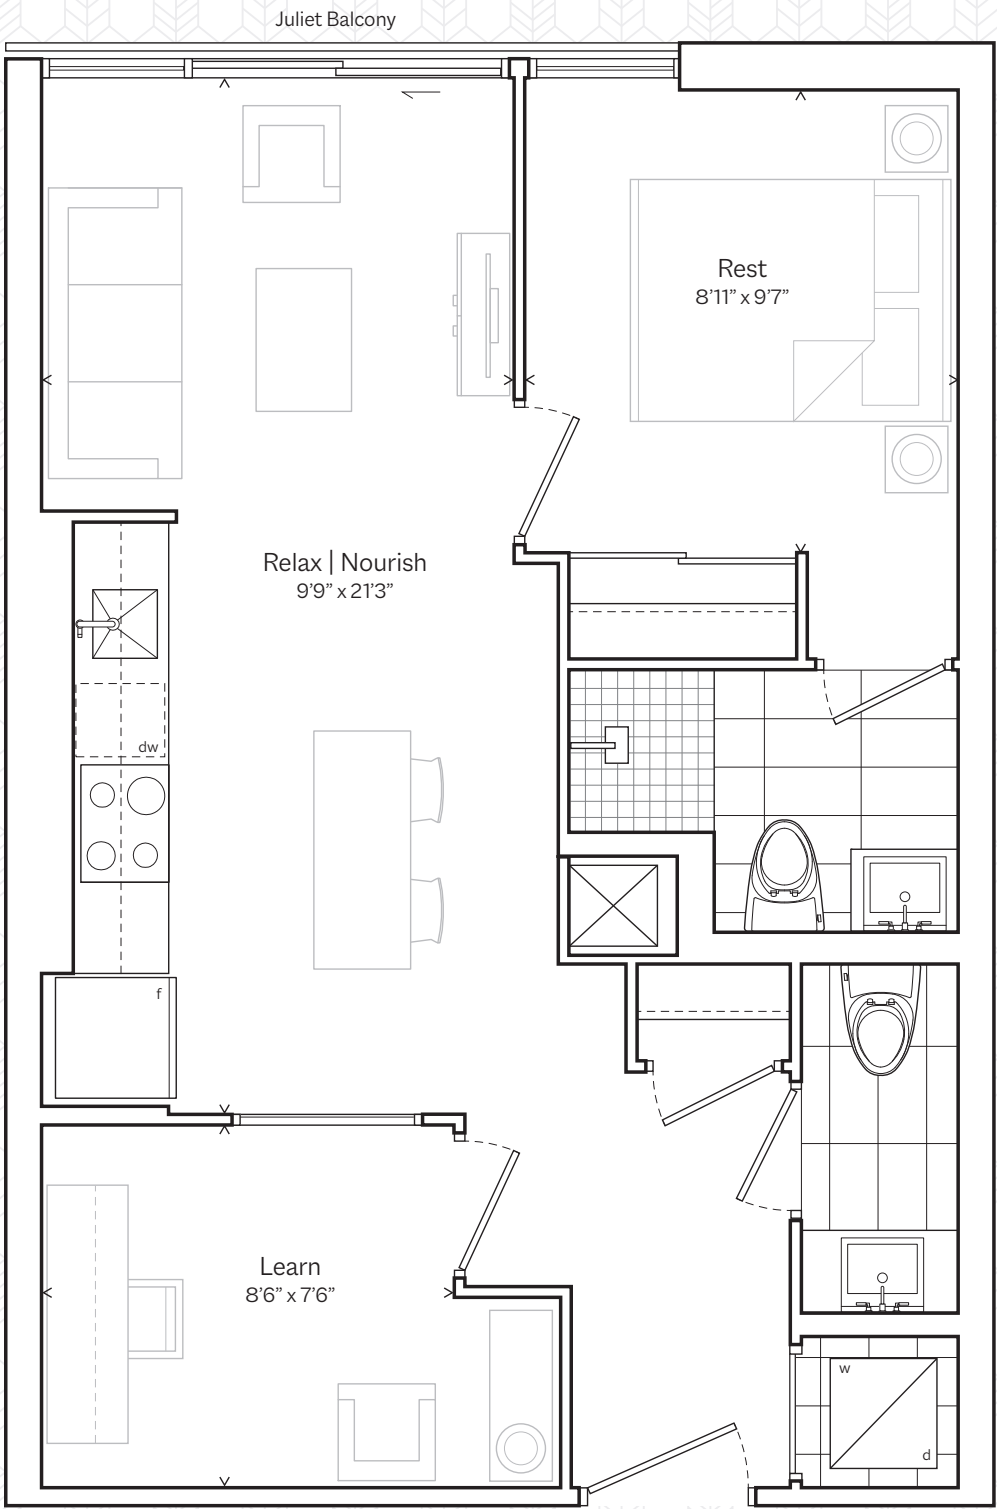 Juliet Balcony
Rest
8’11” x 9’7”
Relax | Nourish
9’9” x 21’3”
dw
f
Learn
8’6” x 7’6”
w
d